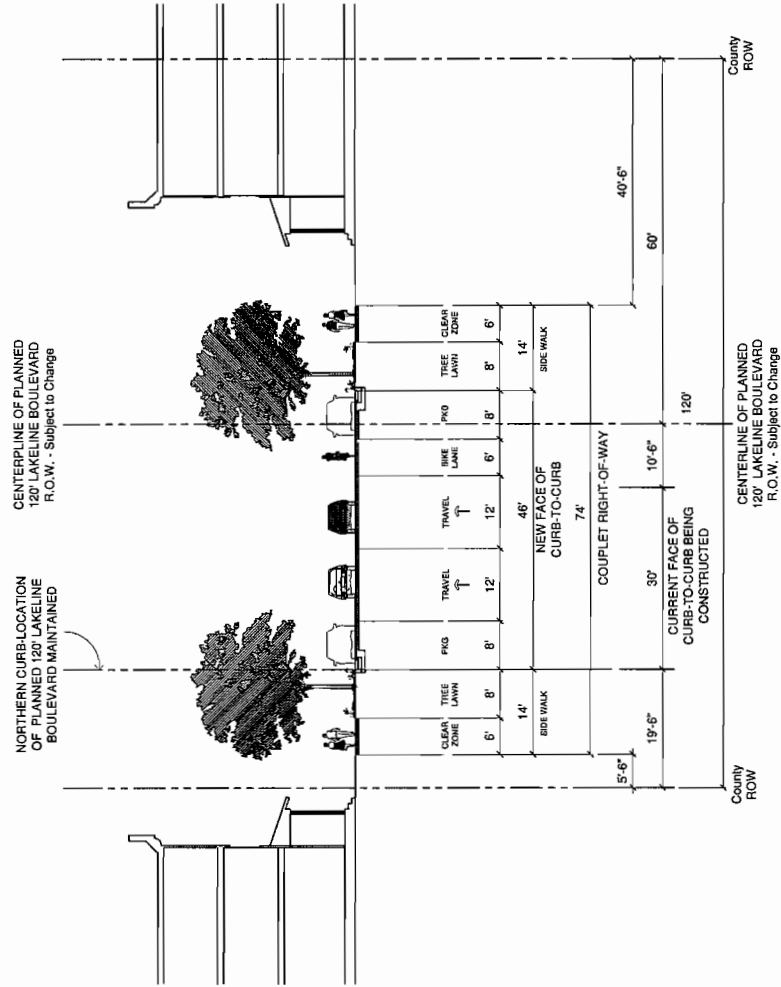 NORTHERN CURB-LOCATION
OF PLANNED 120' LAKELINE
BOULEVARD MAINTAINED
CENTERPLINE OF PLANNED
120' LAKELINE BOULEVARD
R.O.W. - Subject to Change
CLEAR
ZONE
TREE
LAWN
PKG
TRAVEL
TRAVEL
BIKE
LANE
PKG
TREE
LAWN
CLEAR
ZONE
6'
8'
8'
12'
12'
6'
8'
8'
6'
14'
46'
14'
SIDE WALK
NEW FACE OF
CURB-TO-CURB
SIDE WALK
74'
COUPLET RIGHT-OF-WAY
5'-6"
40'-6"
19'-6"
30'
10'-6"
60'
CURRENT FACE OF
CURB-TO-CURB BEING
CONSTRUCTED
120'
County
ROW
CENTERLINE OF PLANNED
120' LAKELINE BOULEVARD
R.O.W. - Subject to Change
County
ROW